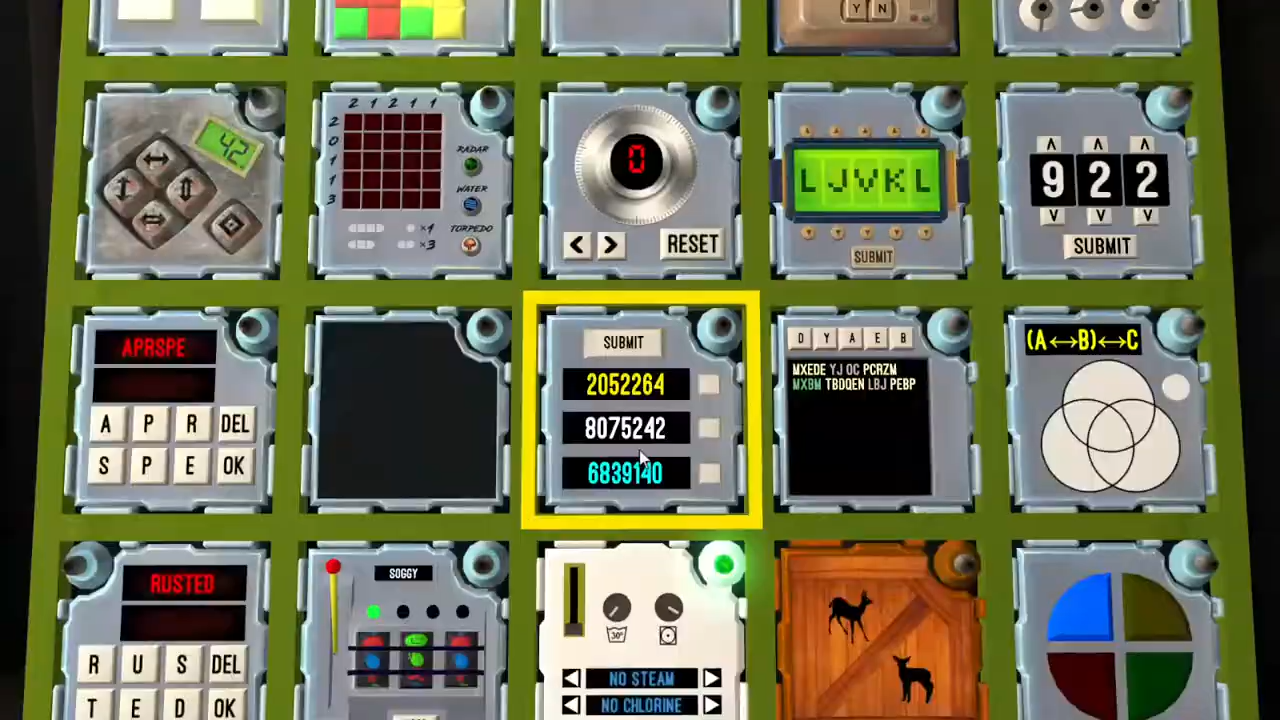 Y N
2 1 2 1 1
2
0
1
1
3
42
RADAR
WATER
TORPEDO
×1
×3
0
< >
RESET
L J V K L
SUBMIT
9 2 2
SUBMIT
APRSPE
A P R DEL
S P E OK
SUBMIT
2052264
8075242
6839140
D Y A E B
MXEDE YJ OC PCRZM
MXBM TBDQEN LBJ PEBP
(A↔B)↔C
RUSTED
R U S DEL
T E D OK
SOGGY
30°
NO STEAM
NO CHLORINE